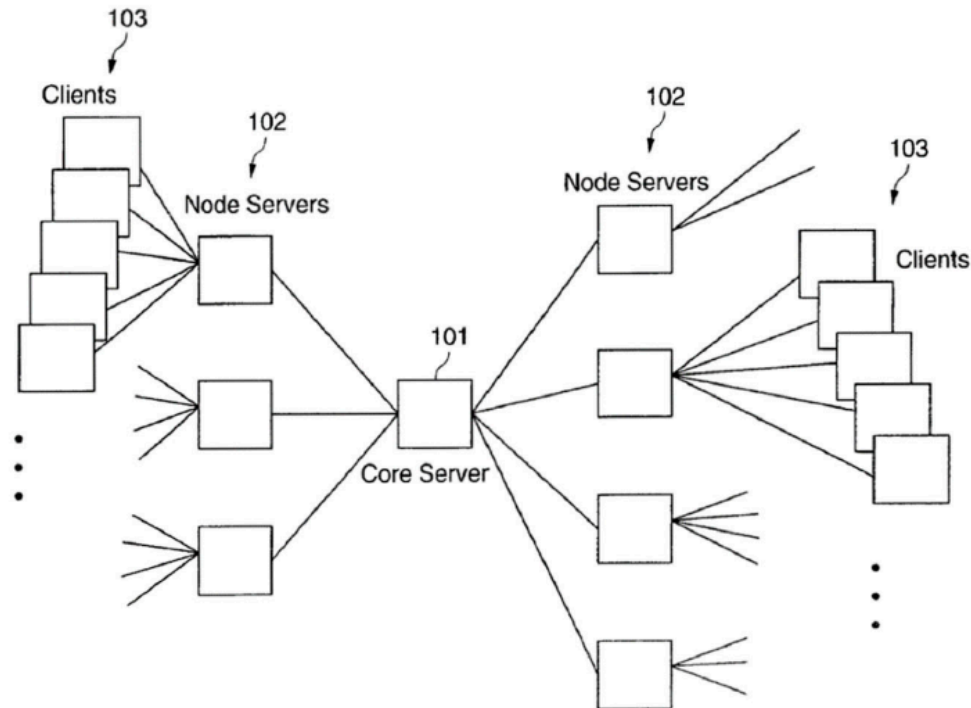 103
Clients
102
Node Servers
102
Node Servers
103
Clients
101
Core Server